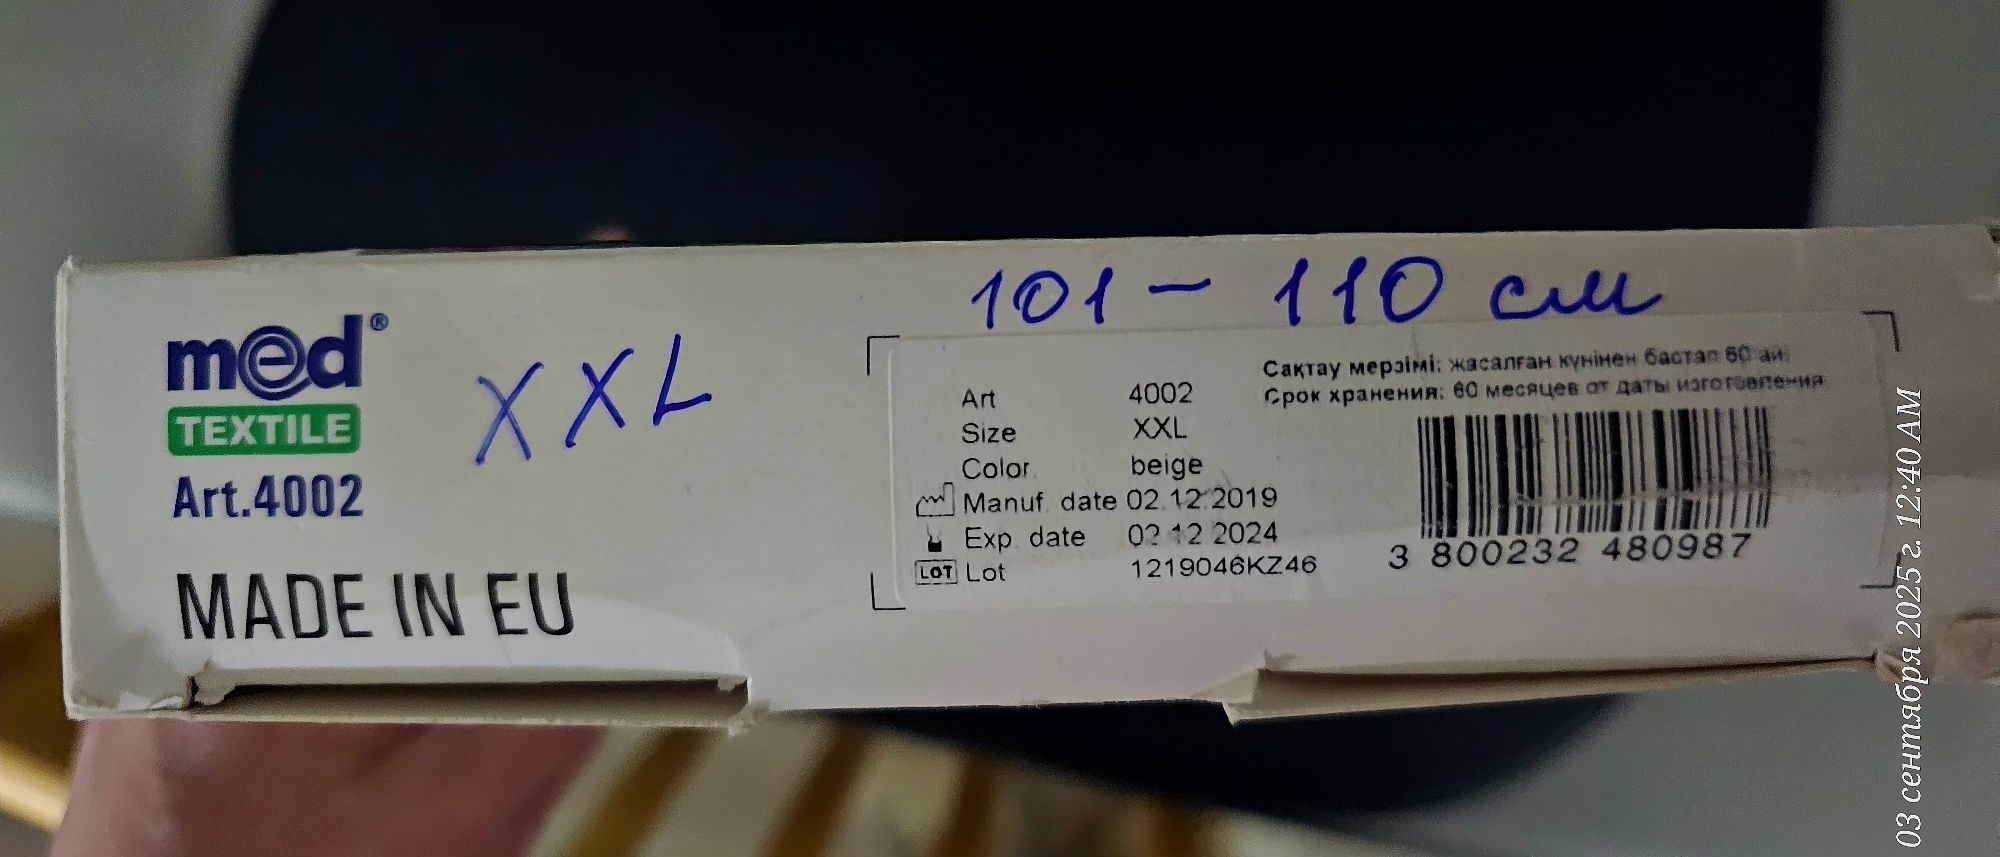 101 - 110 см
med®
TEXTILE
XXL
Art.4002
MADE IN EU
Сақтау мерзімі: жасалған күнінен бастап 60 ай
Срок хранения: 60 месяцев от даты изготовления
Art 4002
Size XXL
Color beige
Manuf. date 02.12.2019
Exp. date 02.12.2024
LOT Lot 1219046KZ46
3 800232 480987
03 сентября 2025 г. 12:40 AM